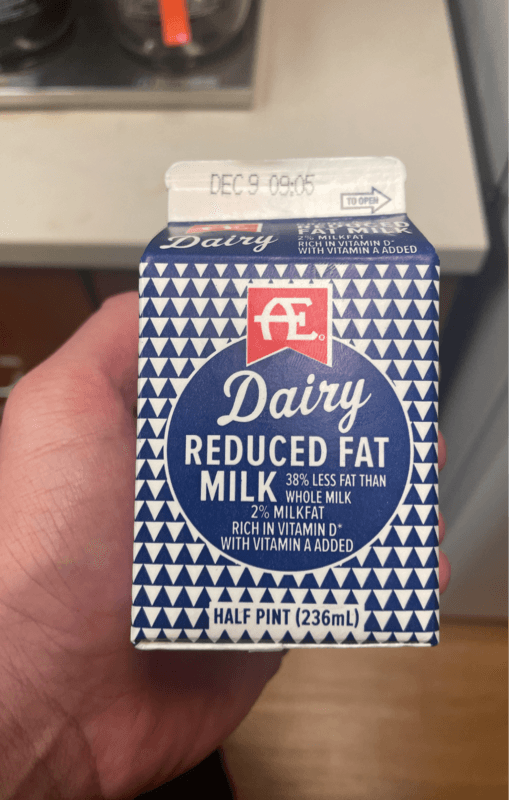 DEC 9 09:05
TO OPEN
Æ
Dairy
REDUCED
FAT MILK
2% MILKFAT
RICH IN VITAMIN D*
WITH VITAMIN A ADDED
Æ
Dairy
REDUCED FAT
MILK 38% LESS FAT THAN
WHOLE MILK
2% MILKFAT
RICH IN VITAMIN D*
WITH VITAMIN A ADDED
HALF PINT (236mL)